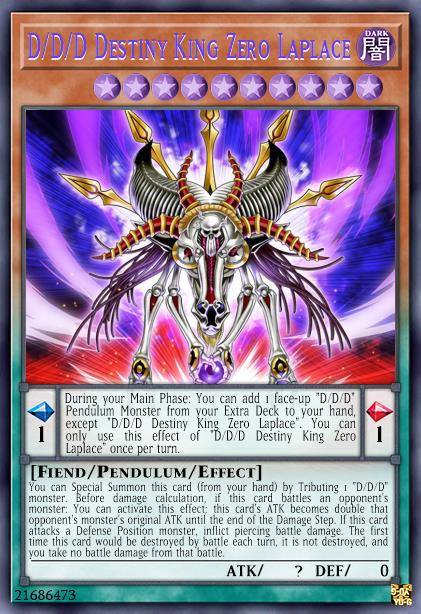 D/D/D DESTINY KING ZERO LAPLACE
DARK
闇
During your Main Phase: You can add 1 face-up "D/D/D"
Pendulum Monster from your Extra Deck to your hand,
except "D/D/D Destiny King Zero Laplace". You can
only use this effect of "D/D/D Destiny King Zero
Laplace" once per turn.
1
1
[FIEND/PENDULUM/EFFECT]
You can Special Summon this card (from your hand) by Tributing 1 "D/D/D"
monster. Before damage calculation, if this card battles an opponent's
monster: You can activate this effect; this card's ATK becomes double that
opponent's monster's original ATK until the end of the Damage Step. If this card
attacks a Defense Position monster, inflict piercing battle damage. The first
time this card would be destroyed by battle each turn, it is not destroyed, and
you take no battle damage from that battle.
ATK/ ? DEF/ 0
21686473